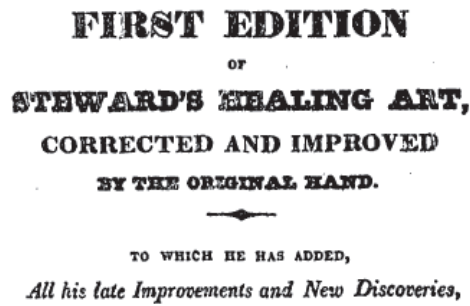 FIRST EDITION
OF
STEWARD'S HEALING ART,
CORRECTED AND IMPROVED
BY THE ORIGINAL HAND.
TO WHICH HE HAS ADDED,
All his late Improvements and New Discoveries,